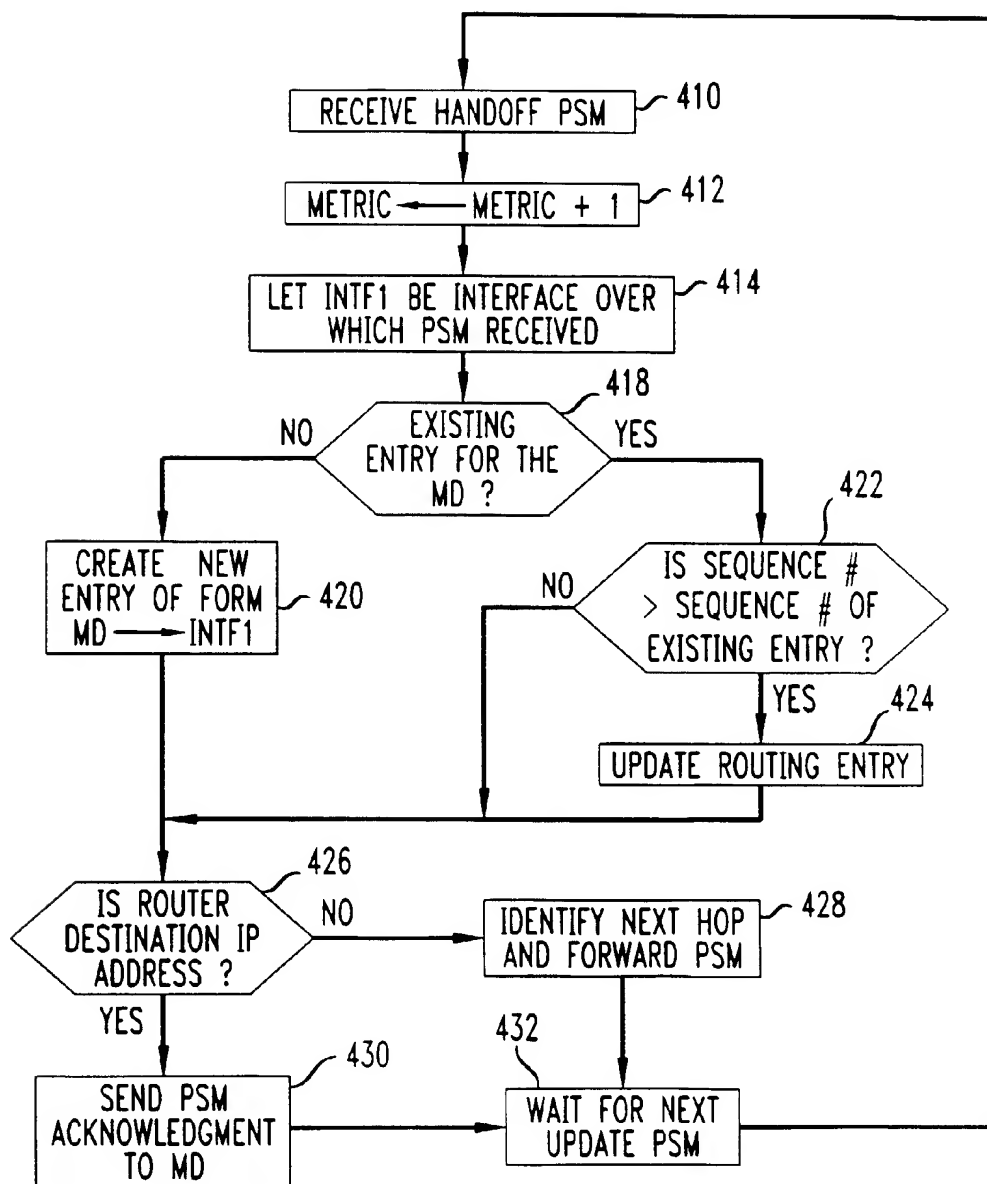 RECEIVE HANDOFF PSM
410
METRIC ← METRIC + 1
412
LET INTF1 BE INTERFACE OVER
WHICH PSM RECEIVED
414
418
EXISTING
ENTRY FOR THE
MD ?
NO
YES
CREATE NEW
ENTRY OF FORM
MD → INTF1
420
422
IS SEQUENCE #
> SEQUENCE # OF
EXISTING ENTRY ?
NO
YES
424
UPDATE ROUTING ENTRY
426
IS ROUTER
DESTINATION IP
ADDRESS ?
NO
YES
IDENTIFY NEXT HOP
AND FORWARD PSM
428
430
SEND PSM
ACKNOWLEDGMENT
TO MD
432
WAIT FOR NEXT
UPDATE PSM